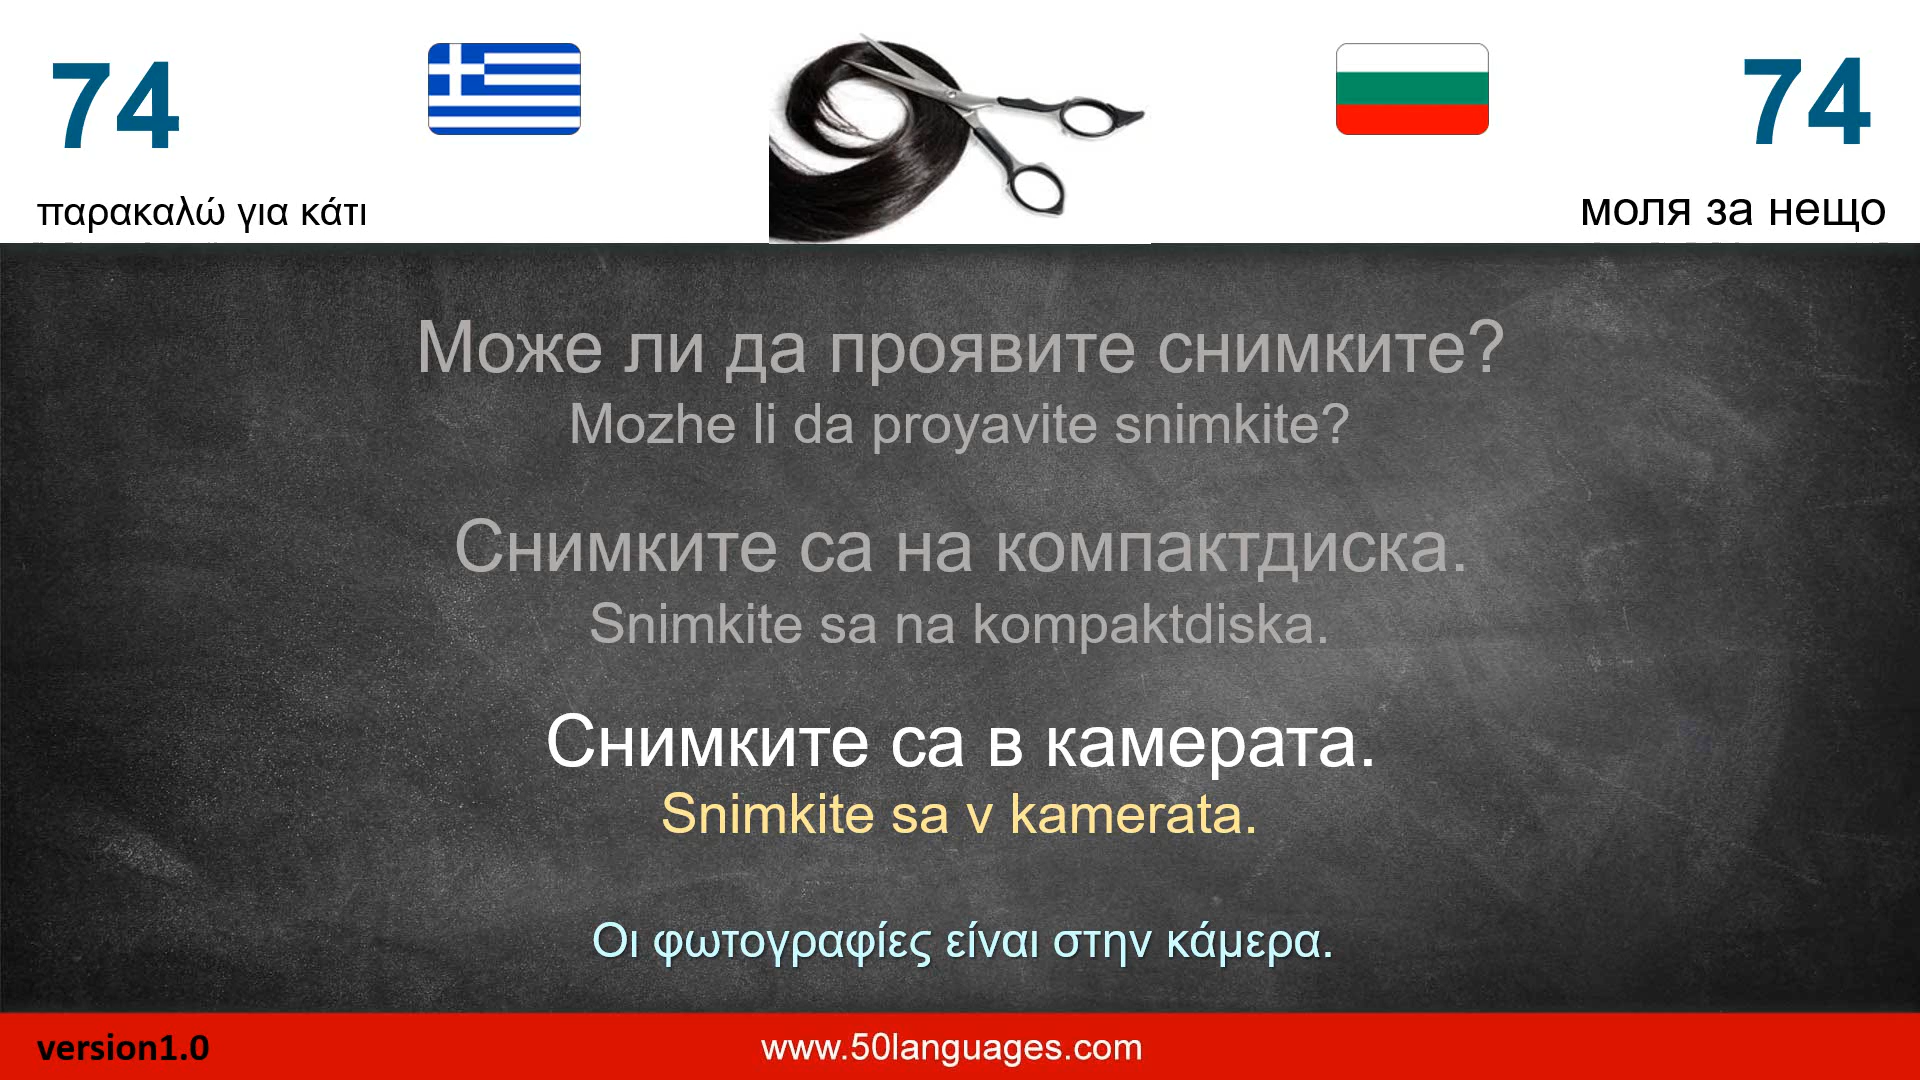 74
74
παρακαλώ για κάτι
моля за нещо
Може ли да проявите снимките?
Mozhe li da proyavite snimkite?
Снимките са на компактдиска.
Snimkite sa na kompaktdiska.
Снимките са в камерата.
Snimkite sa v kamerata.
Οι φωτογραφίες είναι στην κάμερα.
version1.0
www.50languages.com